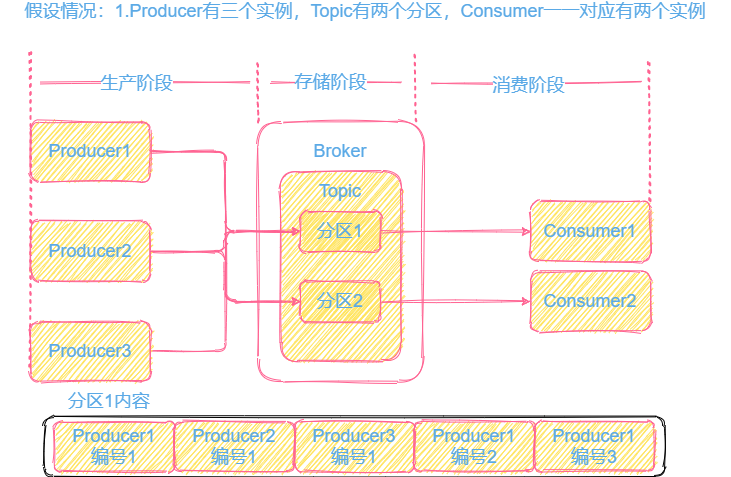 假设情况：1.Producer有三个实例，Topic有两个分区，Consumer一一对应有两个实例
生产阶段
存储阶段
消费阶段
Producer1
Broker
Topic
分区1
Consumer1
Producer2
分区2
Consumer2
Producer3
分区1内容
Producer1
编号1
Producer2
编号1
Producer3
编号1
Producer1
编号2
Producer1
编号3